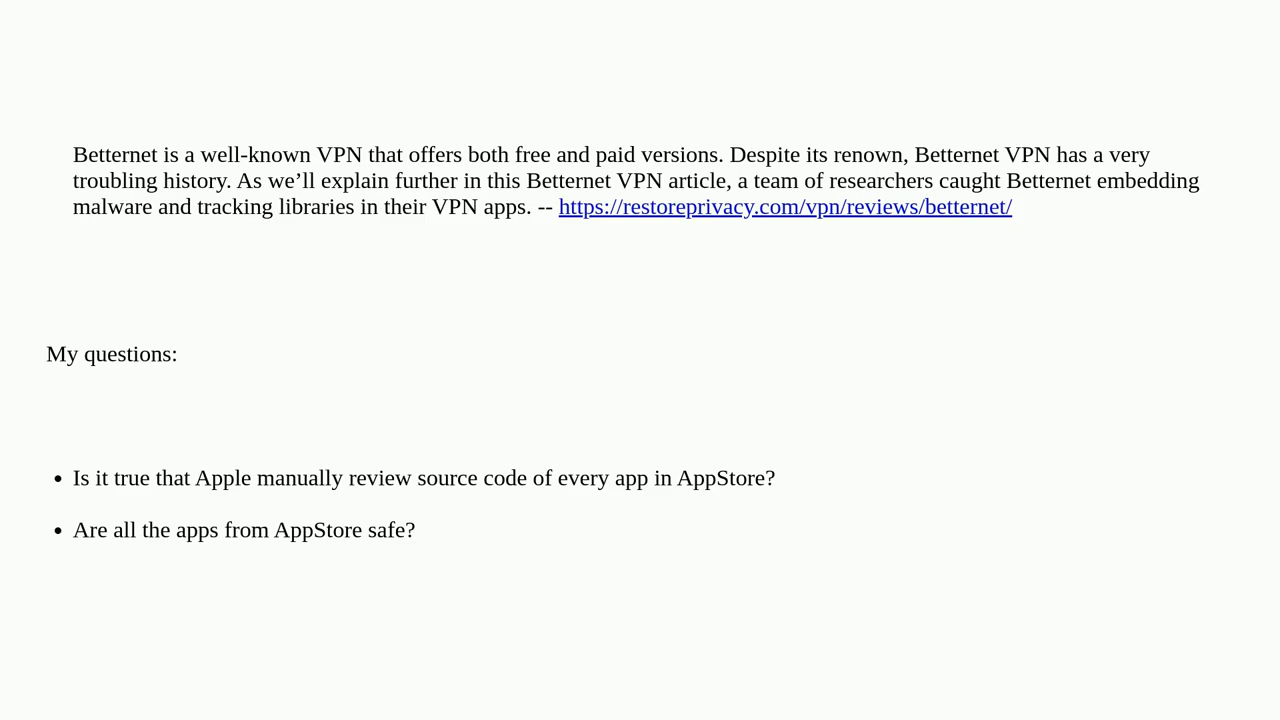 Betternet is a well-known VPN that offers both free and paid versions. Despite its renown, Betternet VPN has a very
troubling history. As we’ll explain further in this Betternet VPN article, a team of researchers caught Betternet embedding
malware and tracking libraries in their VPN apps. -- https://restoreprivacy.com/vpn/reviews/betternet/
My questions:
• Is it true that Apple manually review source code of every app in AppStore?
• Are all the apps from AppStore safe?